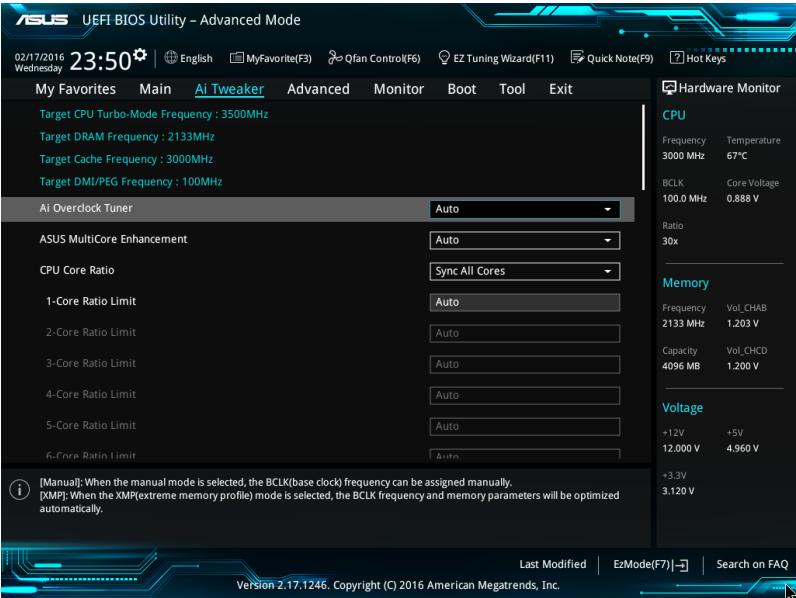 ASUS UEFI BIOS Utility – Advanced Mode
02/17/2016
Wednesday
23:50
English
MyFavorite(F3)
Qfan Control(F6)
EZ Tuning Wizard(F11)
Quick Note(F9)
? Hot Keys
My Favorites Main Ai Tweaker Advanced Monitor Boot Tool Exit
Target CPU Turbo-Mode Frequency : 3500MHz
Target DRAM Frequency : 2133MHz
Target Cache Frequency : 3000MHz
Target DMI/PEG Frequency : 100MHz
Ai Overclock Tuner Auto
ASUS MultiCore Enhancement Auto
CPU Core Ratio Sync All Cores
1-Core Ratio Limit Auto
2-Core Ratio Limit Auto
3-Core Ratio Limit Auto
4-Core Ratio Limit Auto
5-Core Ratio Limit Auto
6-Core Ratio Limit Auto
Hardware Monitor
CPU
Frequency Temperature
3000 MHz 67°C
BCLK Core Voltage
100.0 MHz 0.888 V
Ratio
30x
Memory
Frequency Vol_CHAB
2133 MHz 1.203 V
Capacity Vol_CHCD
4096 MB 1.200 V
Voltage
+12V +5V
12.000 V 4.960 V
+3.3V
3.120 V
i
[Manual]: When the manual mode is selected, the BCLK(base clock) frequency can be assigned manually.
[XMP]: When the XMP(extreme memory profile) mode is selected, the BCLK frequency and memory parameters will be optimized
automatically.
Last Modified
EzMode(F7)
Search on FAQ
Version 2.17.1246. Copyright (C) 2016 American Megatrends, Inc.